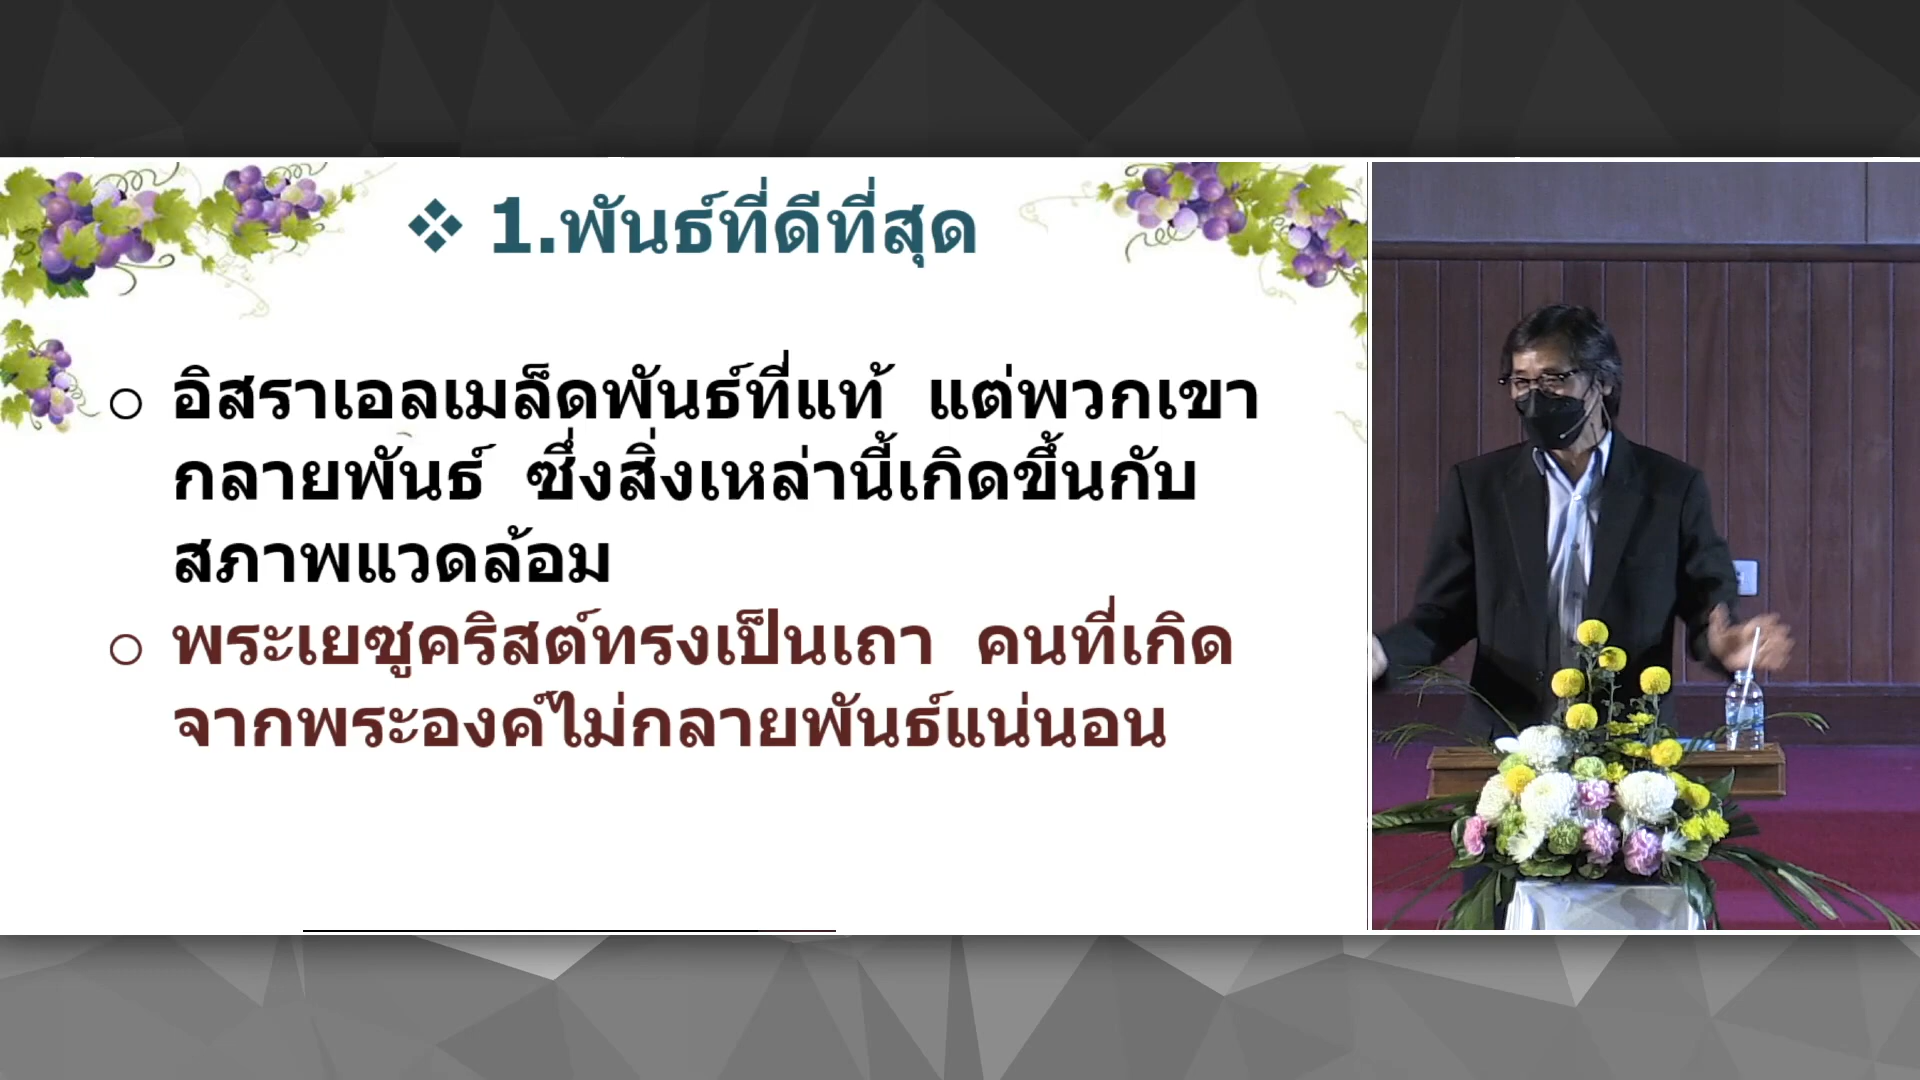 ❖ 1.พันธ์ที่ดีที่สุด
o อิสราเอลเมล็ดพันธ์ที่แท้ แต่พวกเขา
กลายพันธ์ ซึ่งสิ่งเหล่านี้เกิดขึ้นกับ
สภาพแวดล้อม
o พระเยซูคริสต์ทรงเป็นเถา คนที่เกิด
จากพระองค์ไม่กลายพันธ์แน่นอน